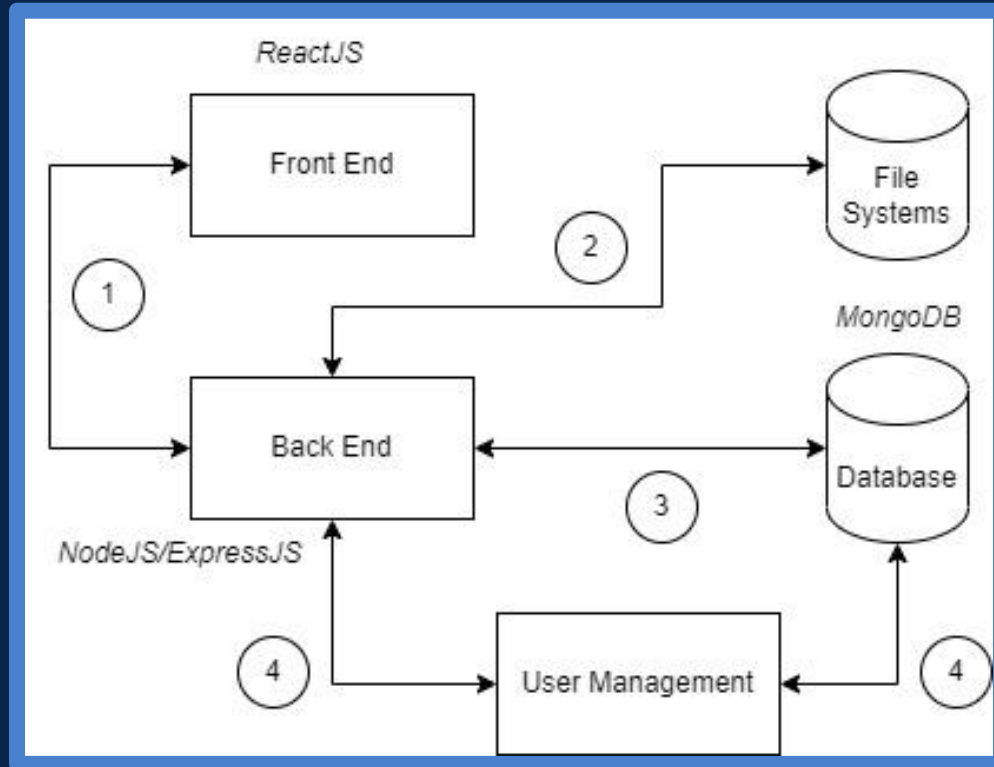 ReactJS
Front End
File
Systems
2
1
MongoDB
Back End
Database
3
NodeJS/ExpressJS
4
User Management
4